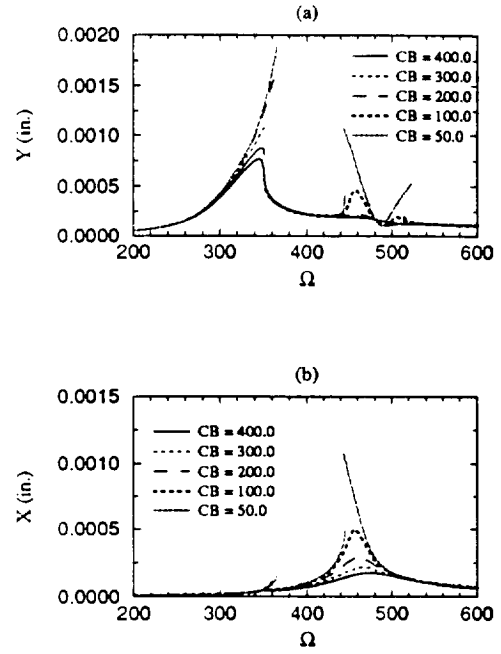 (a)
0.0020
0.0015
0.0010
0.0005
0.0000
Y (in.)
CB = 400.0
CB = 300.0
CB = 200.0
CB = 100.0
CB = 50.0
200 300 400 500 600
Ω
(b)
0.0015
0.0010
0.0005
0.0000
X (in.)
CB = 400.0
CB = 300.0
CB = 200.0
CB = 100.0
CB = 50.0
200 300 400 500 600
Ω